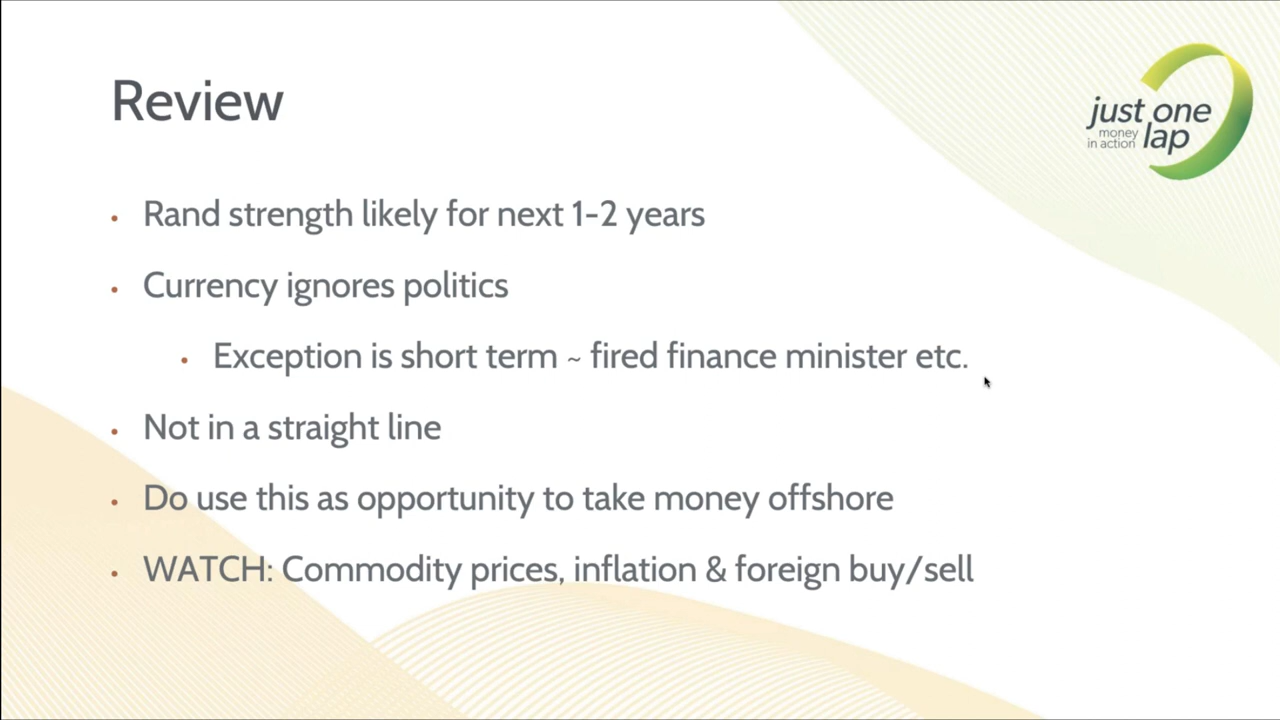 Review
just one
money
in action
lap
• Rand strength likely for next 1-2 years
• Currency ignores politics
• Exception is short term ~ fired finance minister etc.
• Not in a straight line
• Do use this as opportunity to take money offshore
• WATCH: Commodity prices, inflation & foreign buy/sell